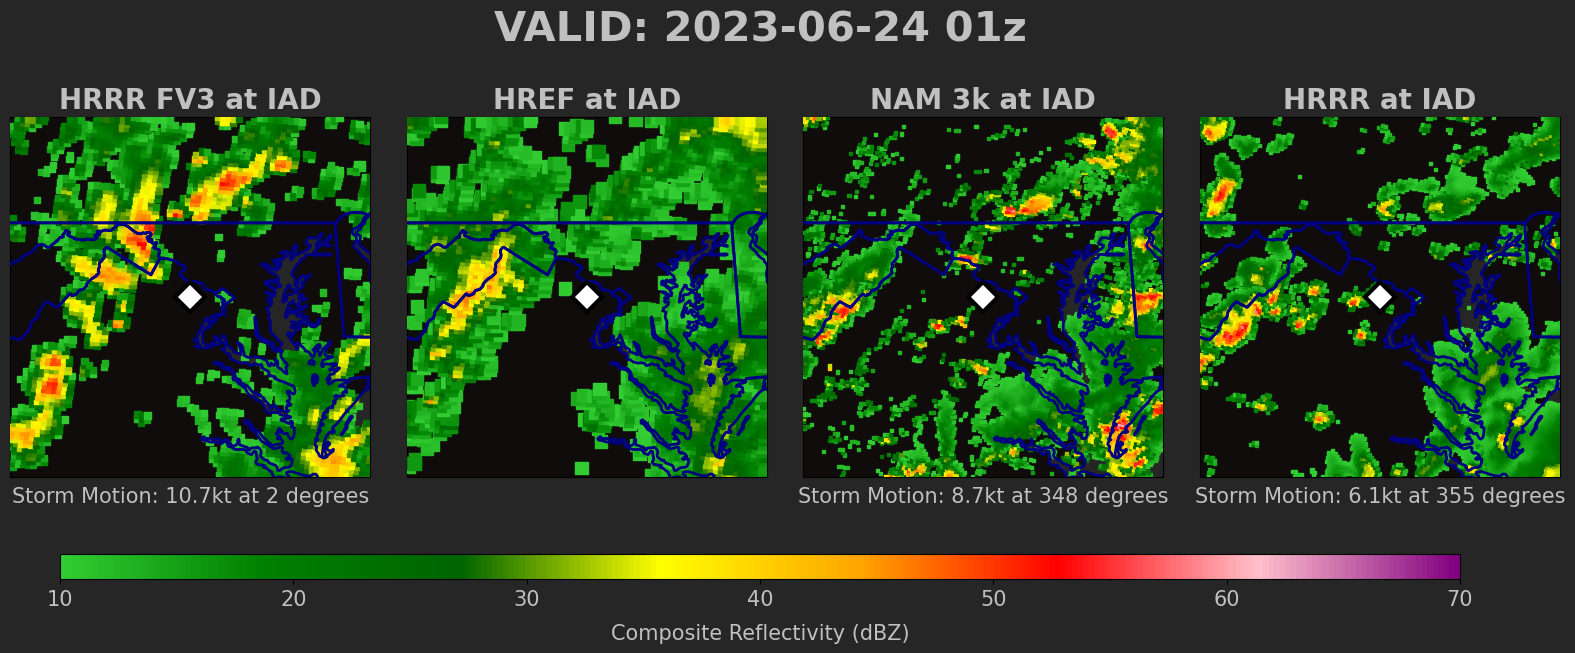 VALID: 2023-06-24 01z
HRRR FV3 at IAD
HREF at IAD
NAM 3k at IAD
HRRR at IAD
Storm Motion: 10.7kt at 2 degrees
Storm Motion: 8.7kt at 348 degrees
Storm Motion: 6.1kt at 355 degrees
10 20 30 40 50 60 70
Composite Reflectivity (dBZ)